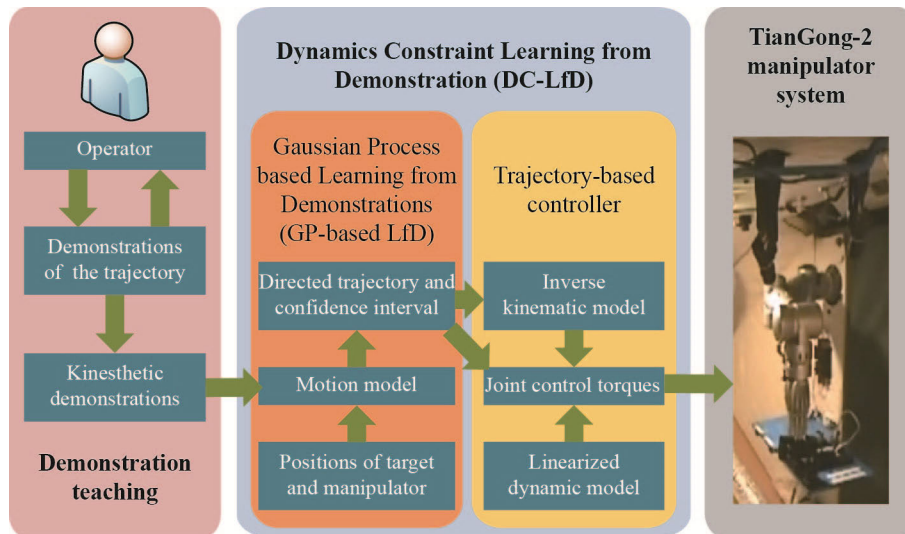 Operator
Demonstrations
of the trajectory
Kinesthetic
demonstrations
Demonstration
teaching
Dynamics Constraint Learning from
Demonstration (DC-LfD)
Gaussian Process
based Learning from
Demonstrations
(GP-based LfD)
Directed trajectory and
confidence interval
Motion model
Positions of target
and manipulator
Trajectory-based
controller
Inverse
kinematic model
Joint control torques
Linearized
dynamic model
TianGong-2
manipulator
system